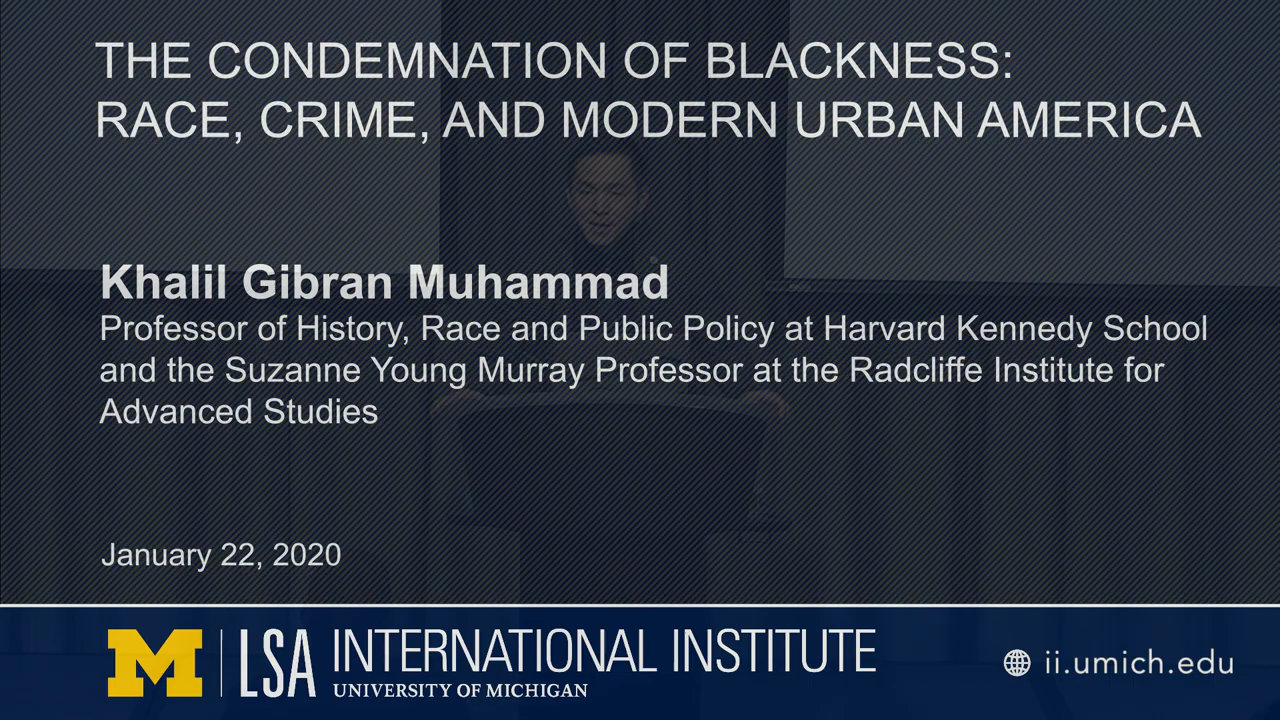 THE CONDEMNATION OF BLACKNESS:
RACE, CRIME, AND MODERN URBAN AMERICA
Khalil Gibran Muhammad
Professor of History, Race and Public Policy at Harvard Kennedy School
and the Suzanne Young Murray Professor at the Radcliffe Institute for
Advanced Studies
January 22, 2020
M LSA INTERNATIONAL INSTITUTE
UNIVERSITY OF MICHIGAN
ii.umich.edu